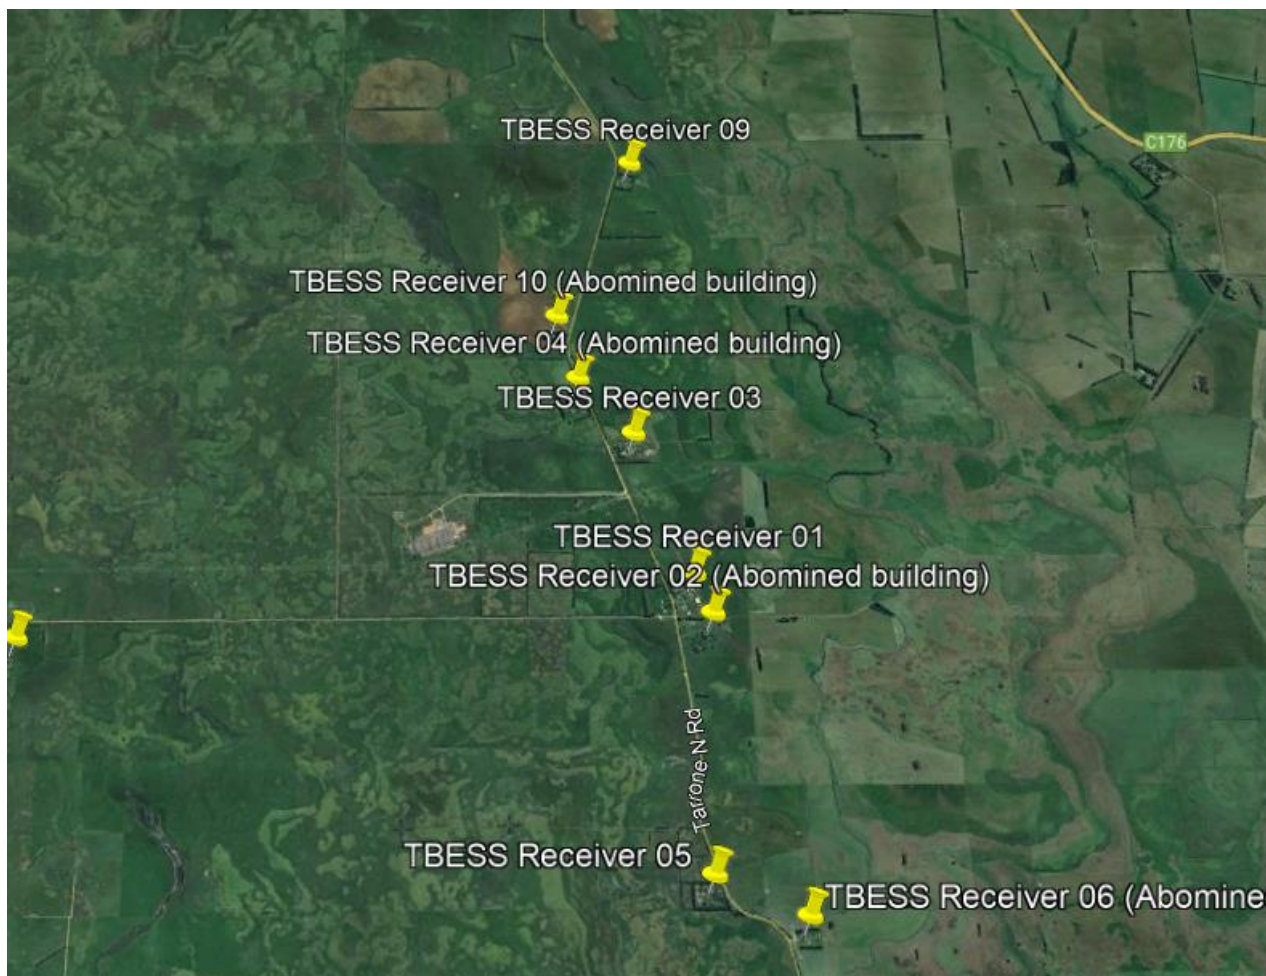 TBESS Receiver 09
C176
TBESS Receiver 10 (Abomined building)
TBESS Receiver 04 (Abomined building)
TBESS Receiver 03
TBESS Receiver 01
TBESS Receiver 02 (Abomined building)
Tarrone N Rd
TBESS Receiver 05
TBESS Receiver 06 (Abomine